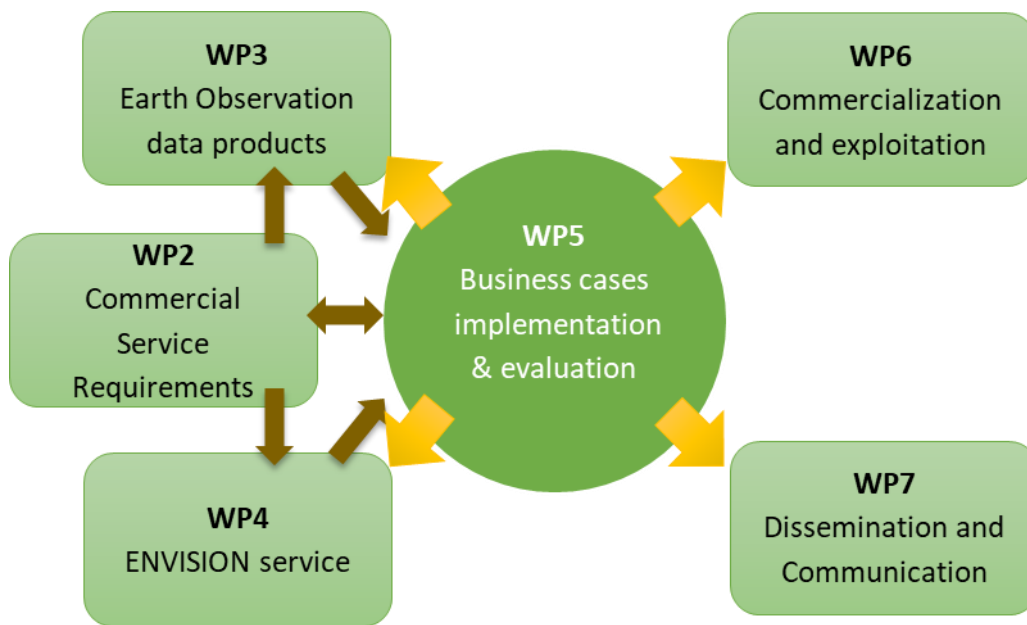 WP3
Earth Observation
data products
WP6
Commercialization
and exploitation
WP2
Commercial
Service
Requirements
WP5
Business cases
implementation
& evaluation
WP4
ENVISION service
WP7
Dissemination and
Communication